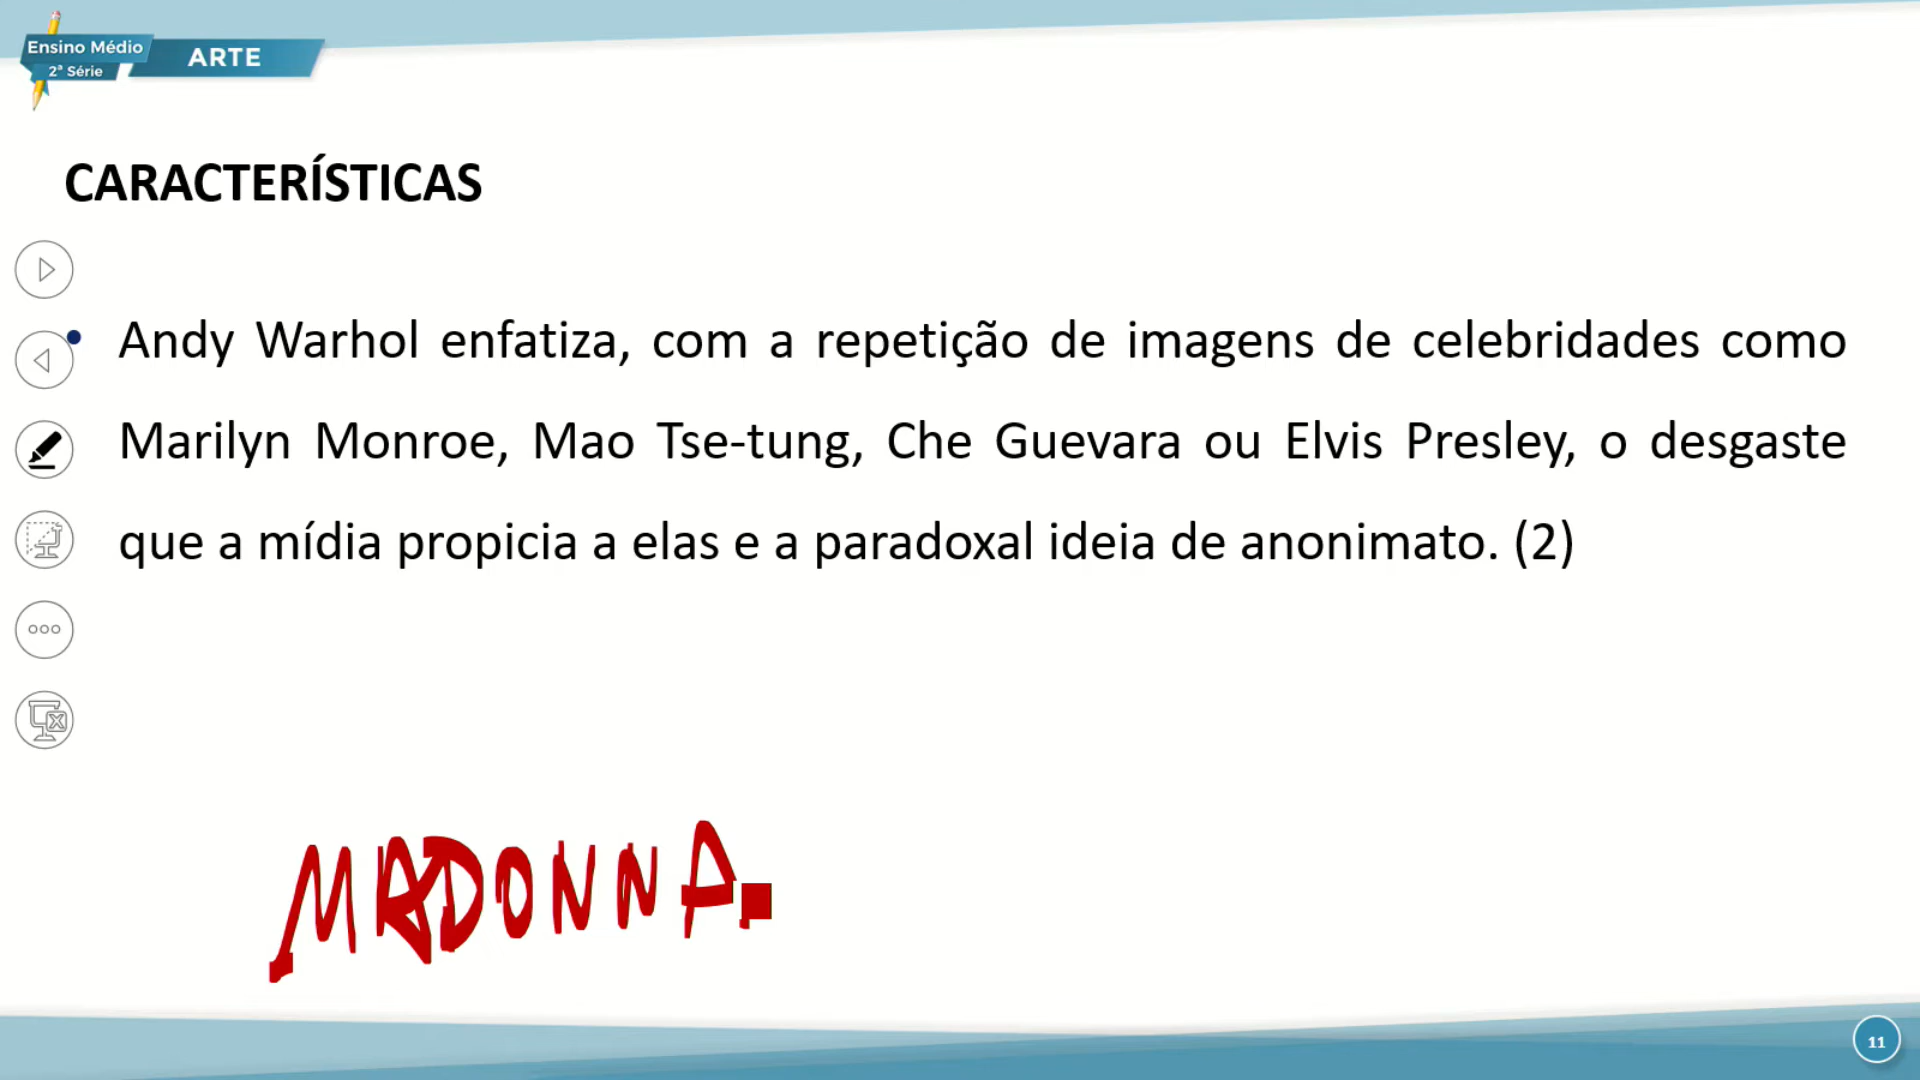 Ensino Médio
2ª Série
ARTE
CARACTERÍSTICAS
• Andy Warhol enfatiza, com a repetição de imagens de celebridades como
Marilyn Monroe, Mao Tse-tung, Che Guevara ou Elvis Presley, o desgaste
que a mídia propicia a elas e a paradoxal ideia de anonimato. (2)
MADONNA
11